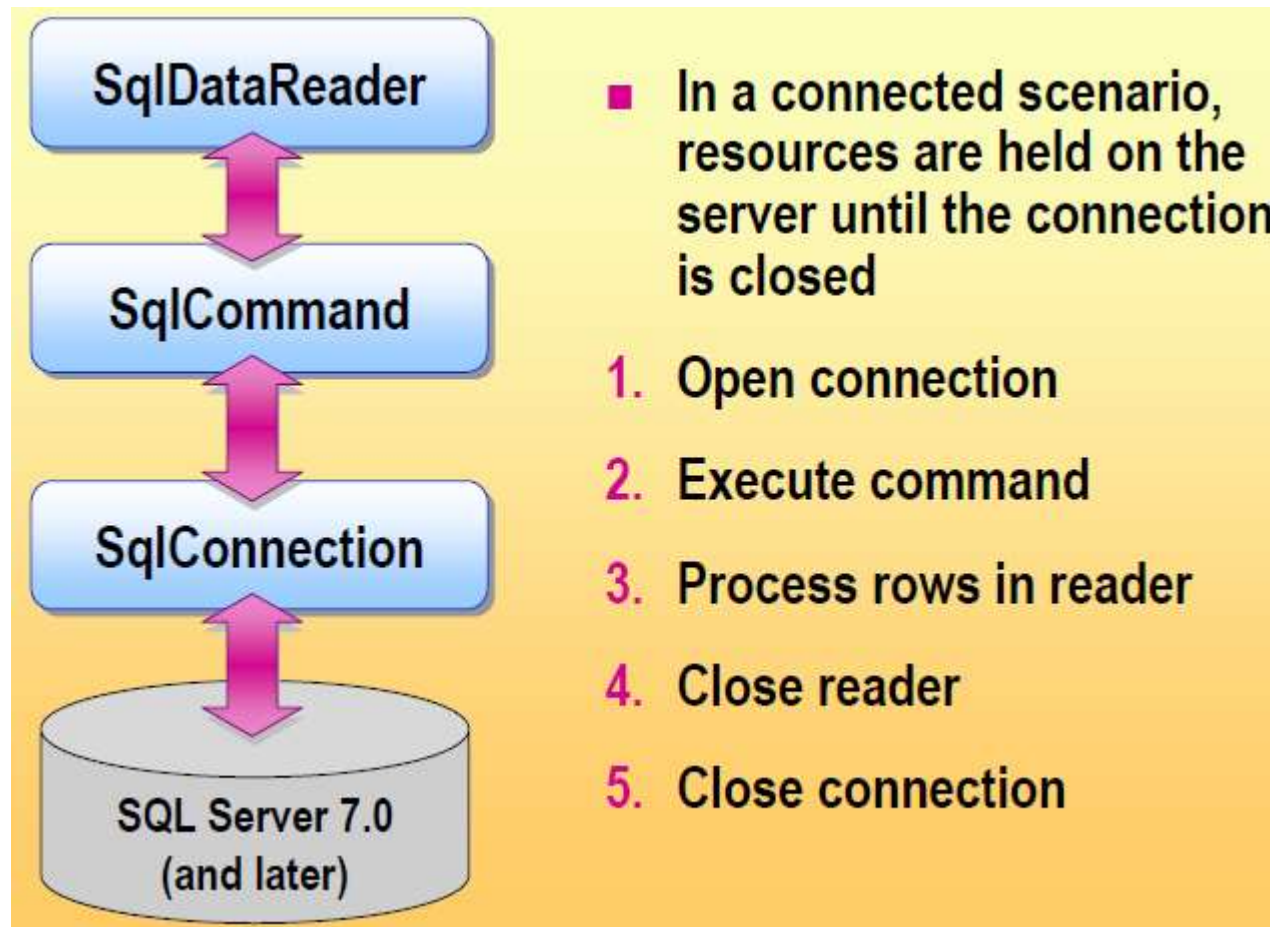 SqlDataReader
SqlCommand
SqlConnection
SQL Server 7.0
(and later)
■ In a connected scenario,
resources are held on the
server until the connection
is closed
1. Open connection
2. Execute command
3. Process rows in reader
4. Close reader
5. Close connection